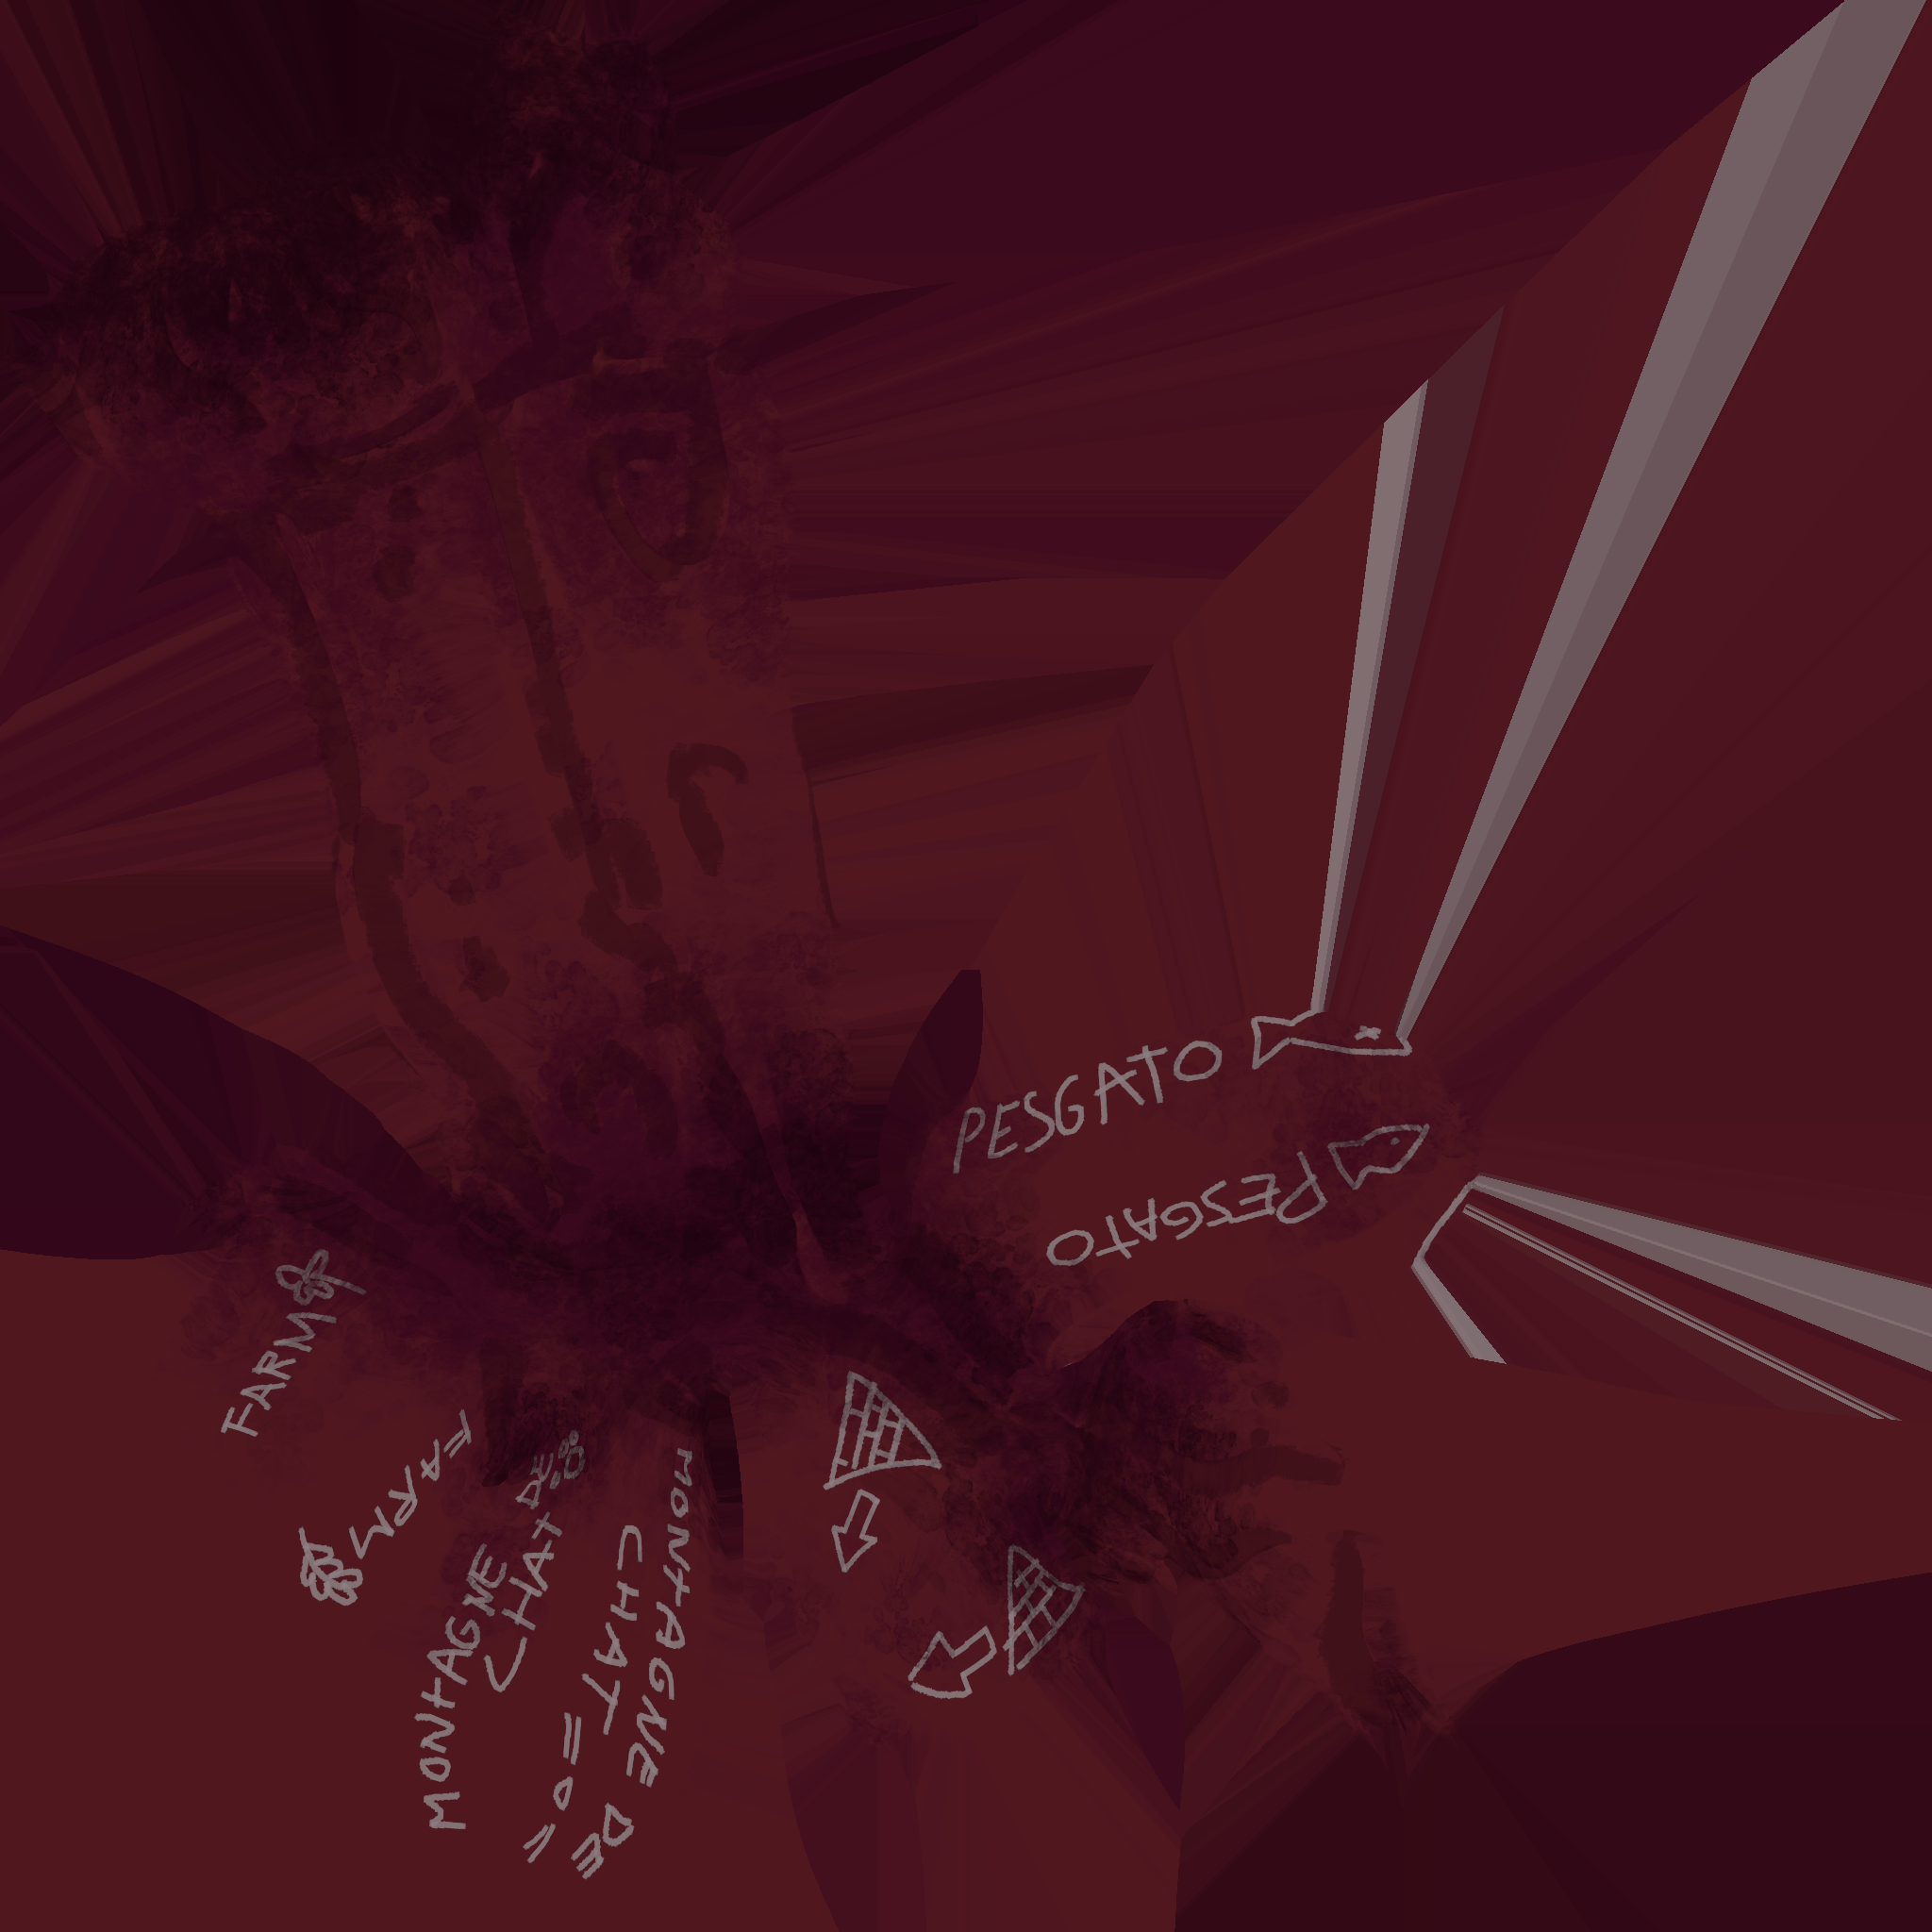 PESGATO
PESGATO
FARM
FARM
MONTAGNE DE
CHAT
MONTAGNE DE
CHAT